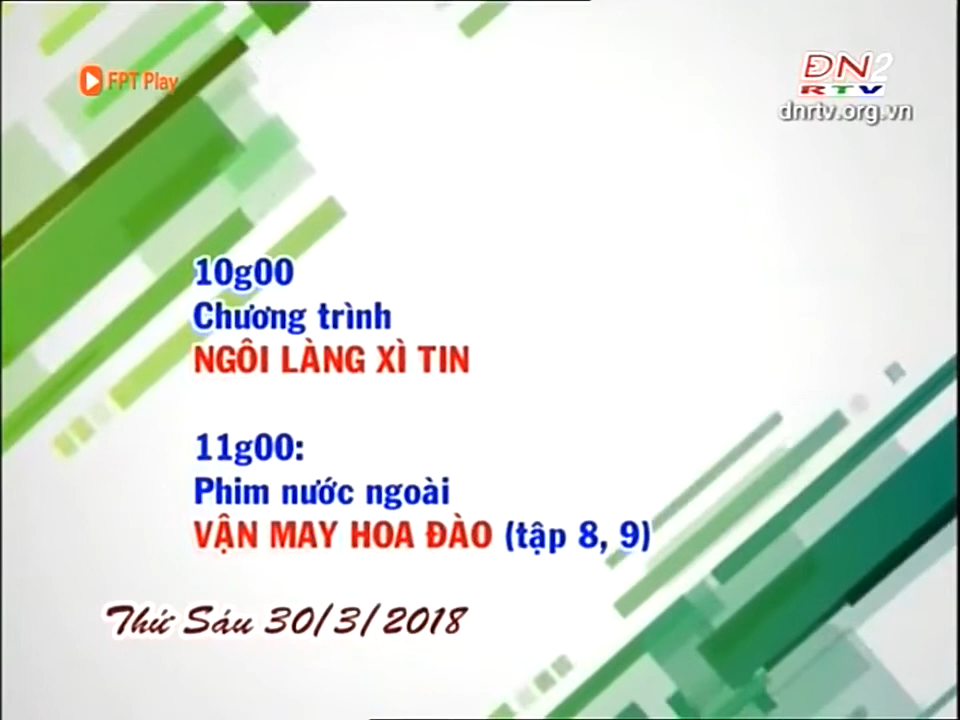 FPT Play
ĐN2
RTV
dnrtv.org.vn
10g00
Chương trình
NGÔI LÀNG XÌ TIN
11g00:
Phim nước ngoài
VẬN MAY HOA ĐÀO (tập 8, 9)
Thứ Sáu 30/3/2018